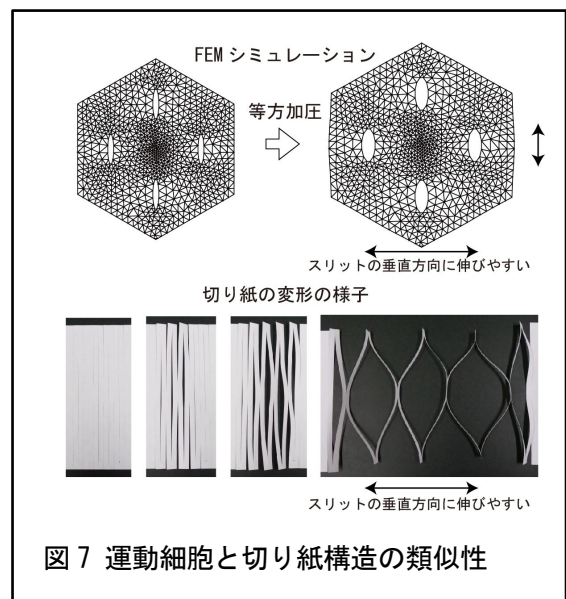 FEM シミュレーション
等方加圧
スリットの垂直方向に伸びやすい
切り紙の変形の様子
スリットの垂直方向に伸びやすい
図７ 運動細胞と切り紙構造の類似性